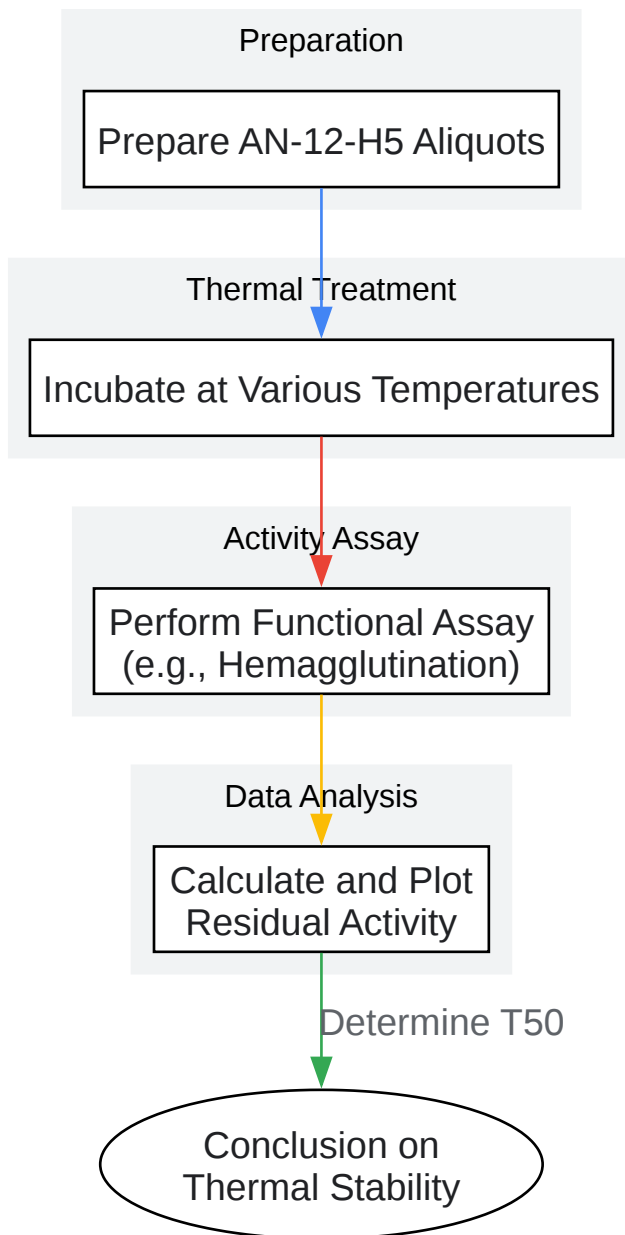 Preparation
Prepare AN-12-H5 Aliquots
Thermal Treatment
Incubate at Various Temperatures
Activity Assay
Perform Functional Assay
(e.g., Hemagglutination)
Data Analysis
Calculate and Plot
Residual Activity
Determine T50
Conclusion on
Thermal Stability